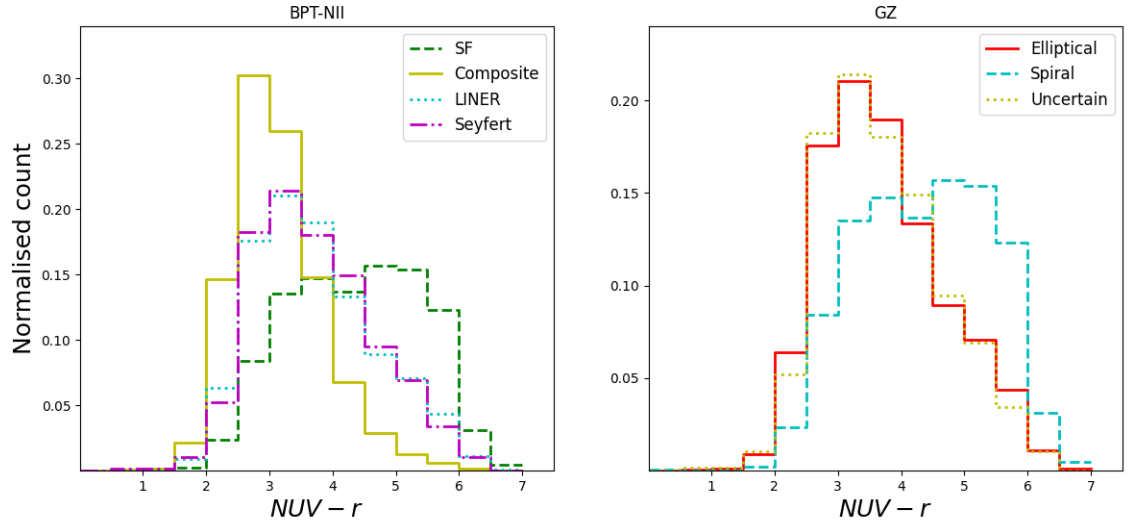 BPT-NII
SF
Composite
LINER
Seyfert
0.30
0.25
0.20
0.15
0.10
0.05
Normalised count
1 2 3 4 5 6 7
NUV − r
GZ
Elliptical
Spiral
Uncertain
0.20
0.15
0.10
0.05
1 2 3 4 5 6 7
NUV − r